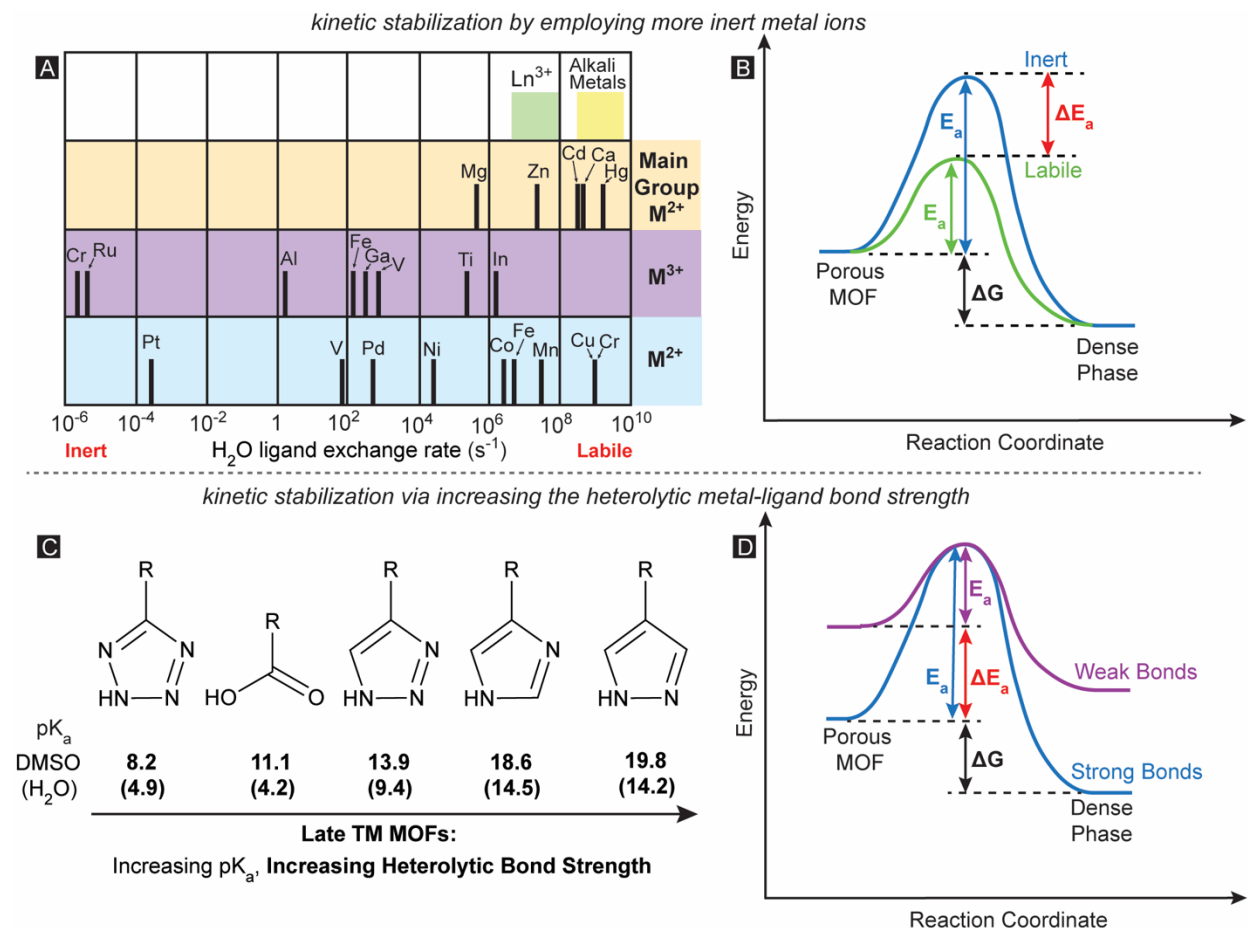 kinetic stabilization by employing more inert metal ions
A
Ln³⁺
Alkali
Metals
Mg
Zn
Cd
Ca
Hg
Main
Group
M²⁺
Cr
Ru
Al
Fe
Ga
V
Ti
In
M³⁺
Pt
V
Pd
Ni
Co
Fe
Mn
Cu
Cr
M²⁺
10⁻⁶ 10⁻⁴ 10⁻² 1 10² 10⁴ 10⁶ 10⁸ 10¹⁰
Inert H₂O ligand exchange rate (s⁻¹) Labile
B
Energy
Inert
Eₐ
ΔEₐ
Labile
Eₐ
Porous
MOF
ΔG
Dense
Phase
Reaction Coordinate
kinetic stabilization via increasing the heterolytic metal-ligand bond strength
C
R
N
N
HN
N
R
HO
O
R
N
HN
N
R
N
HN
R
HN
N
pKₐ
DMSO 8.2 11.1 13.9 18.6 19.8
(H₂O) (4.9) (4.2) (9.4) (14.5) (14.2)
Late TM MOFs:
Increasing pKₐ, Increasing Heterolytic Bond Strength
D
Energy
Eₐ
Eₐ
ΔEₐ
Weak Bonds
Porous
MOF
ΔG
Strong Bonds
Dense
Phase
Reaction Coordinate